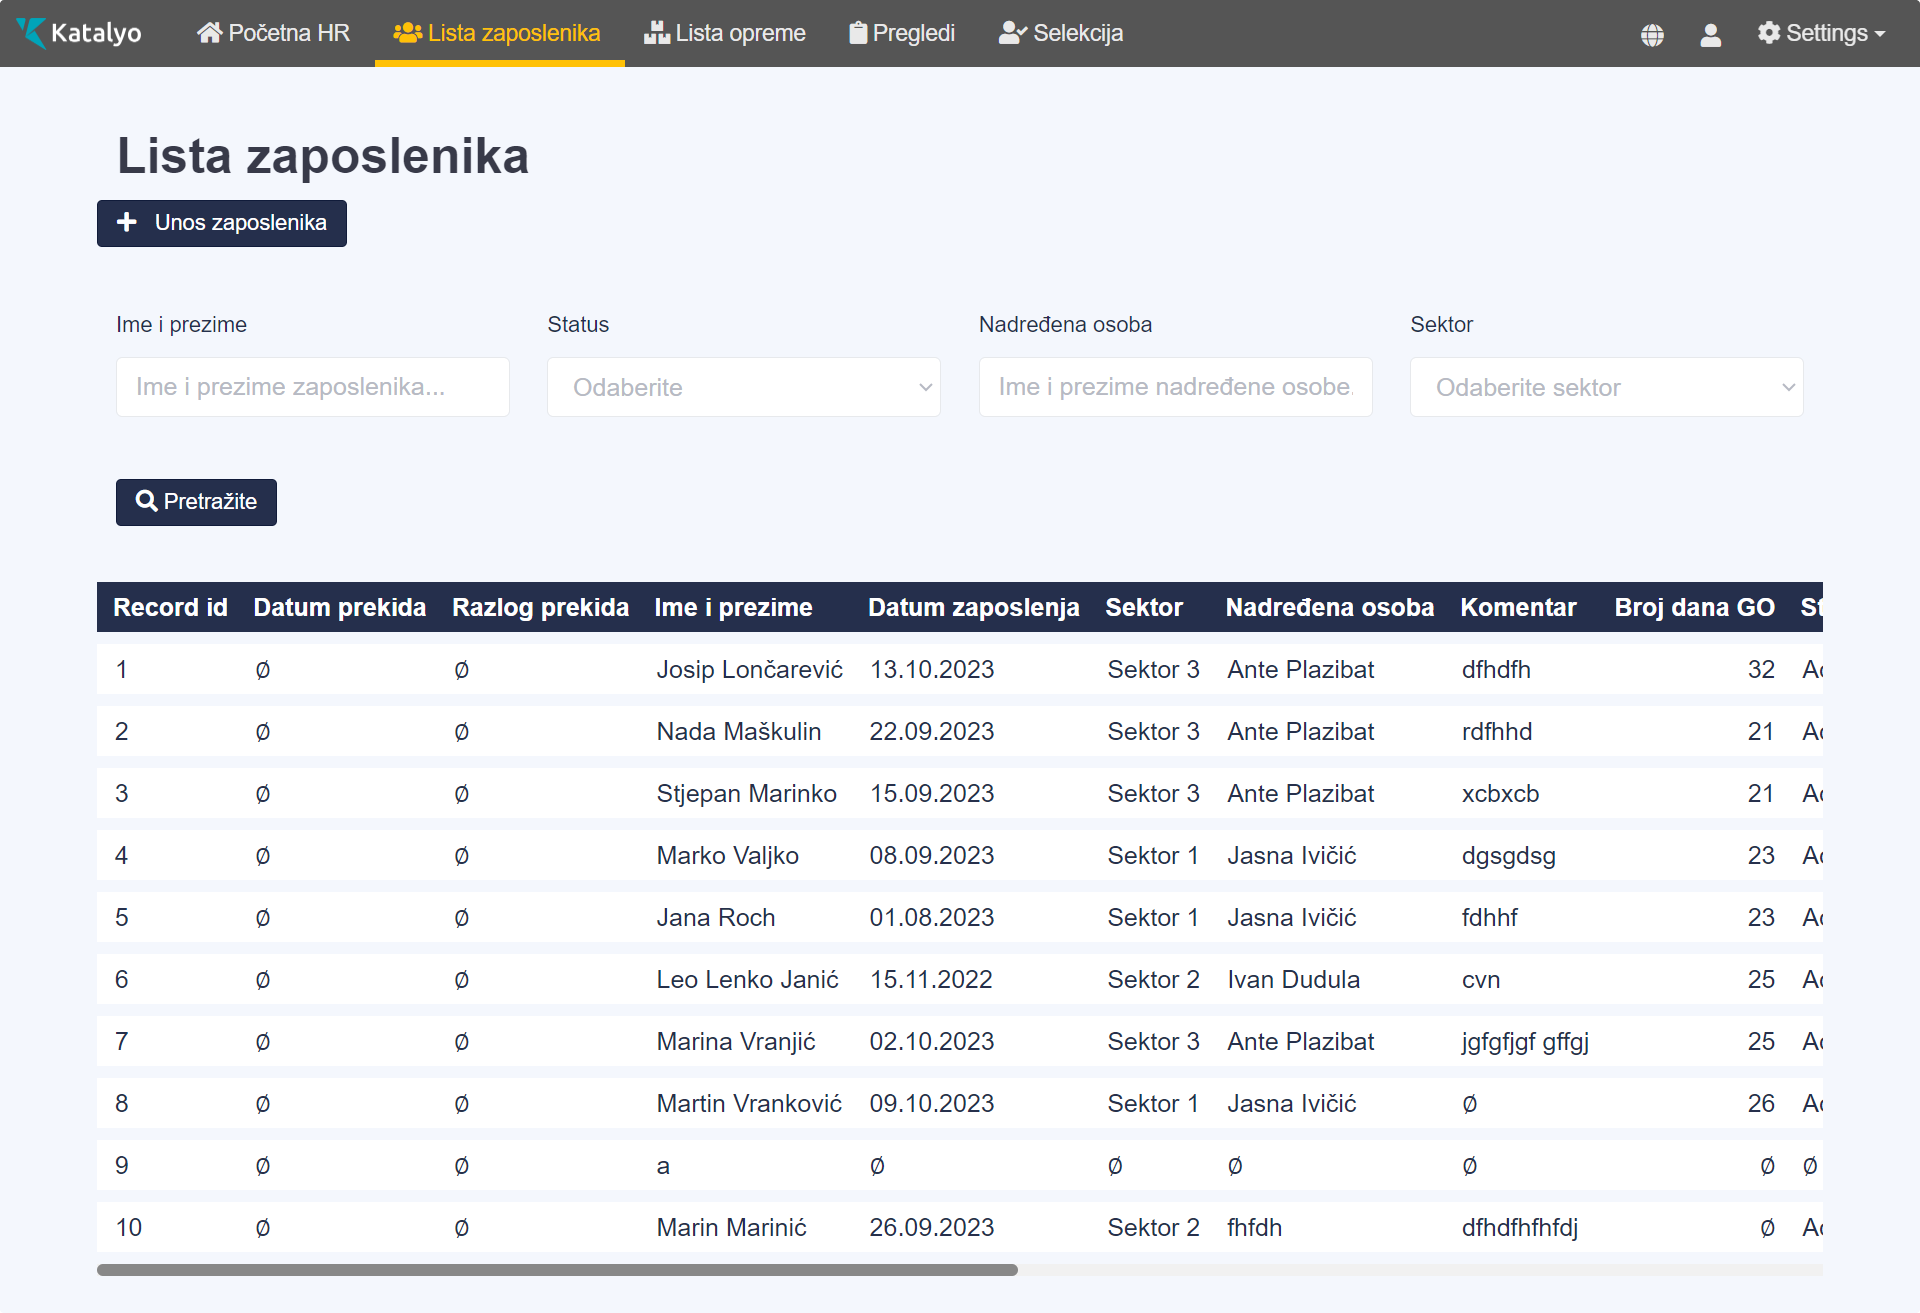 Katalyo Početna HR Lista zaposlenika Lista opreme Pregledi Selekcija Settings
Lista zaposlenika
Unos zaposlenika
Ime i prezime Status Nadređena osoba Sektor
Ime i prezime zaposlenika... Odaberite Ime i prezime nadređene osobe. Odaberite sektor
Pretražite
Record id Datum prekida Razlog prekida Ime i prezime Datum zaposlenja Sektor Nadređena osoba Komentar Broj dana GO
1 Ø Ø Josip Lončarević 13.10.2023 Sektor 3 Ante Plazibat dfhdfh 32
2 Ø Ø Nada Maškulin 22.09.2023 Sektor 3 Ante Plazibat rdfhhd 21
3 Ø Ø Stjepan Marinko 15.09.2023 Sektor 3 Ante Plazibat xcbxcb 21
4 Ø Ø Marko Valjko 08.09.2023 Sektor 1 Jasna Ivičić dgsgdsg 23
5 Ø Ø Jana Roch 01.08.2023 Sektor 1 Jasna Ivičić fdhhf 23
6 Ø Ø Leo Lenko Janić 15.11.2022 Sektor 2 Ivan Dudula cvn 25
7 Ø Ø Marina Vranjić 02.10.2023 Sektor 3 Ante Plazibat jgfgfjgf gffgj 25
8 Ø Ø Martin Vranković 09.10.2023 Sektor 1 Jasna Ivičić Ø 26
9 Ø Ø a Ø Ø Ø Ø Ø Ø
10 Ø Ø Marin Marinić 26.09.2023 Sektor 2 fhfdh dfhdfhfhfdj Ø